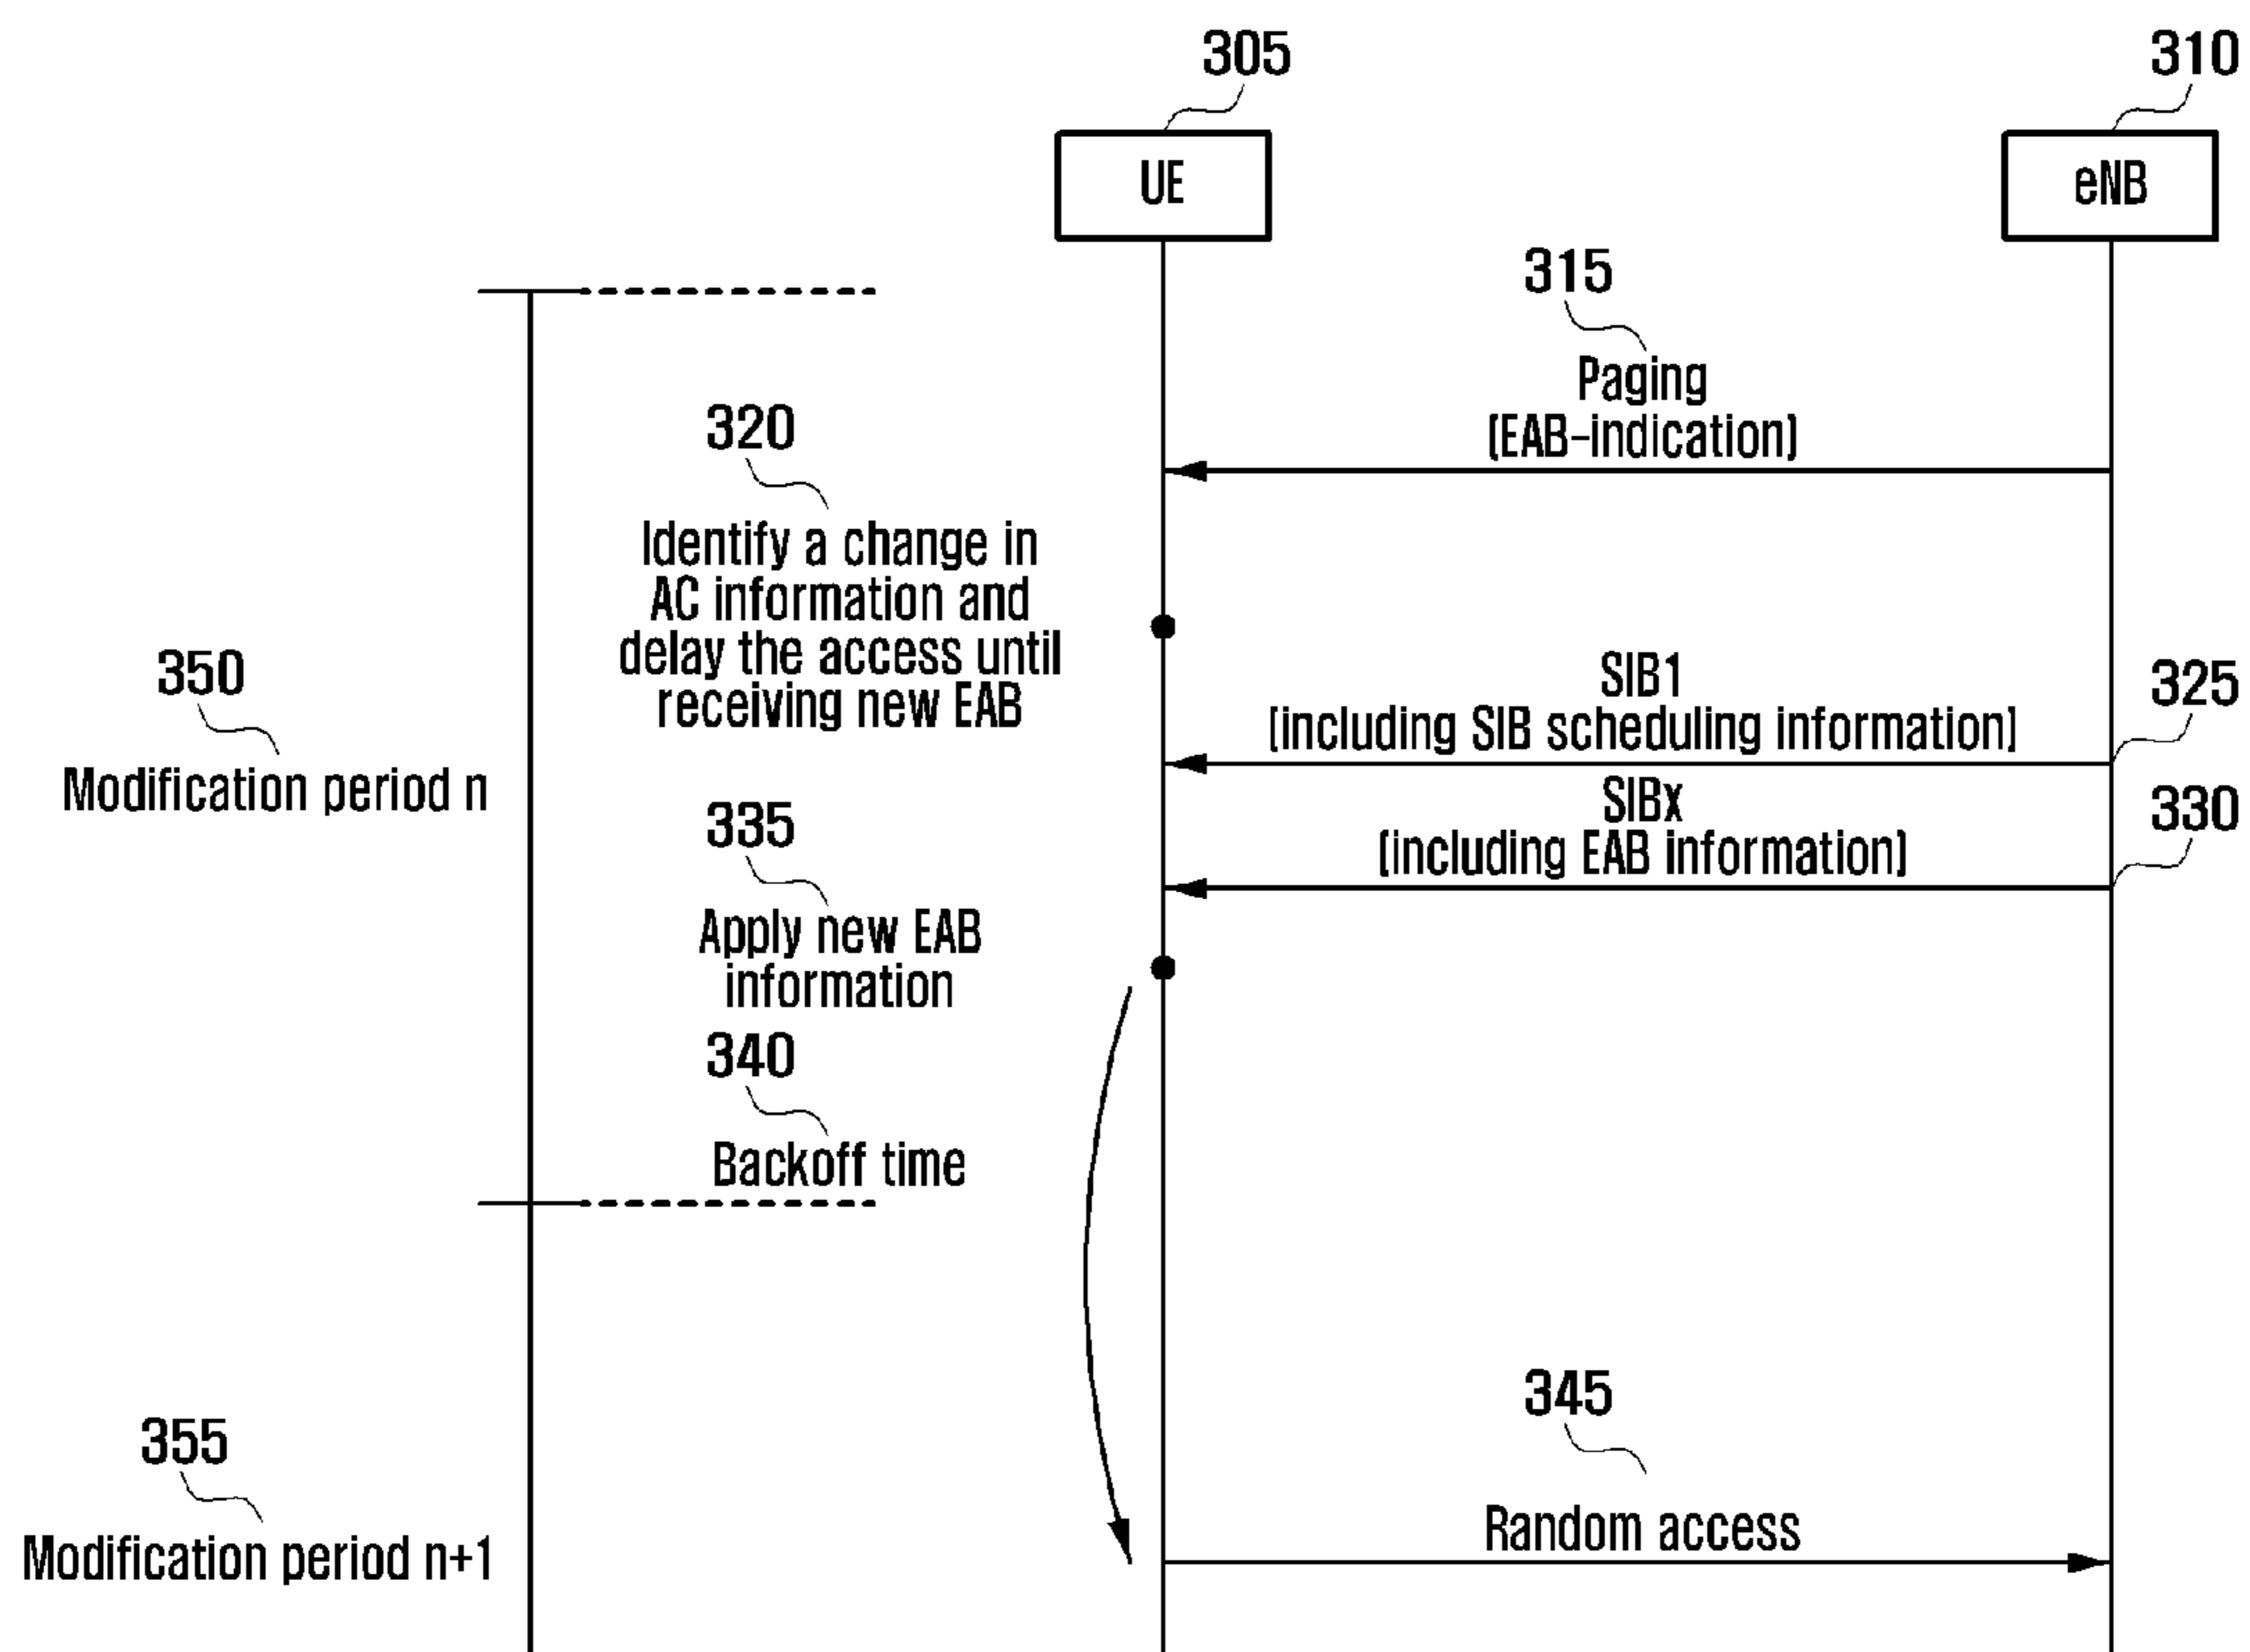 305
310
UE
eNB
315
Paging
(EAB-indication)
320
Identify a change in
AC information and
delay the access until
receiving new EAB
350
Modification period n
SIB1
(including SIB scheduling information)
325
SIBx
(including EAB information)
330
335
Apply new EAB
information
340
Backoff time
345
Random access
355
Modification period n+1